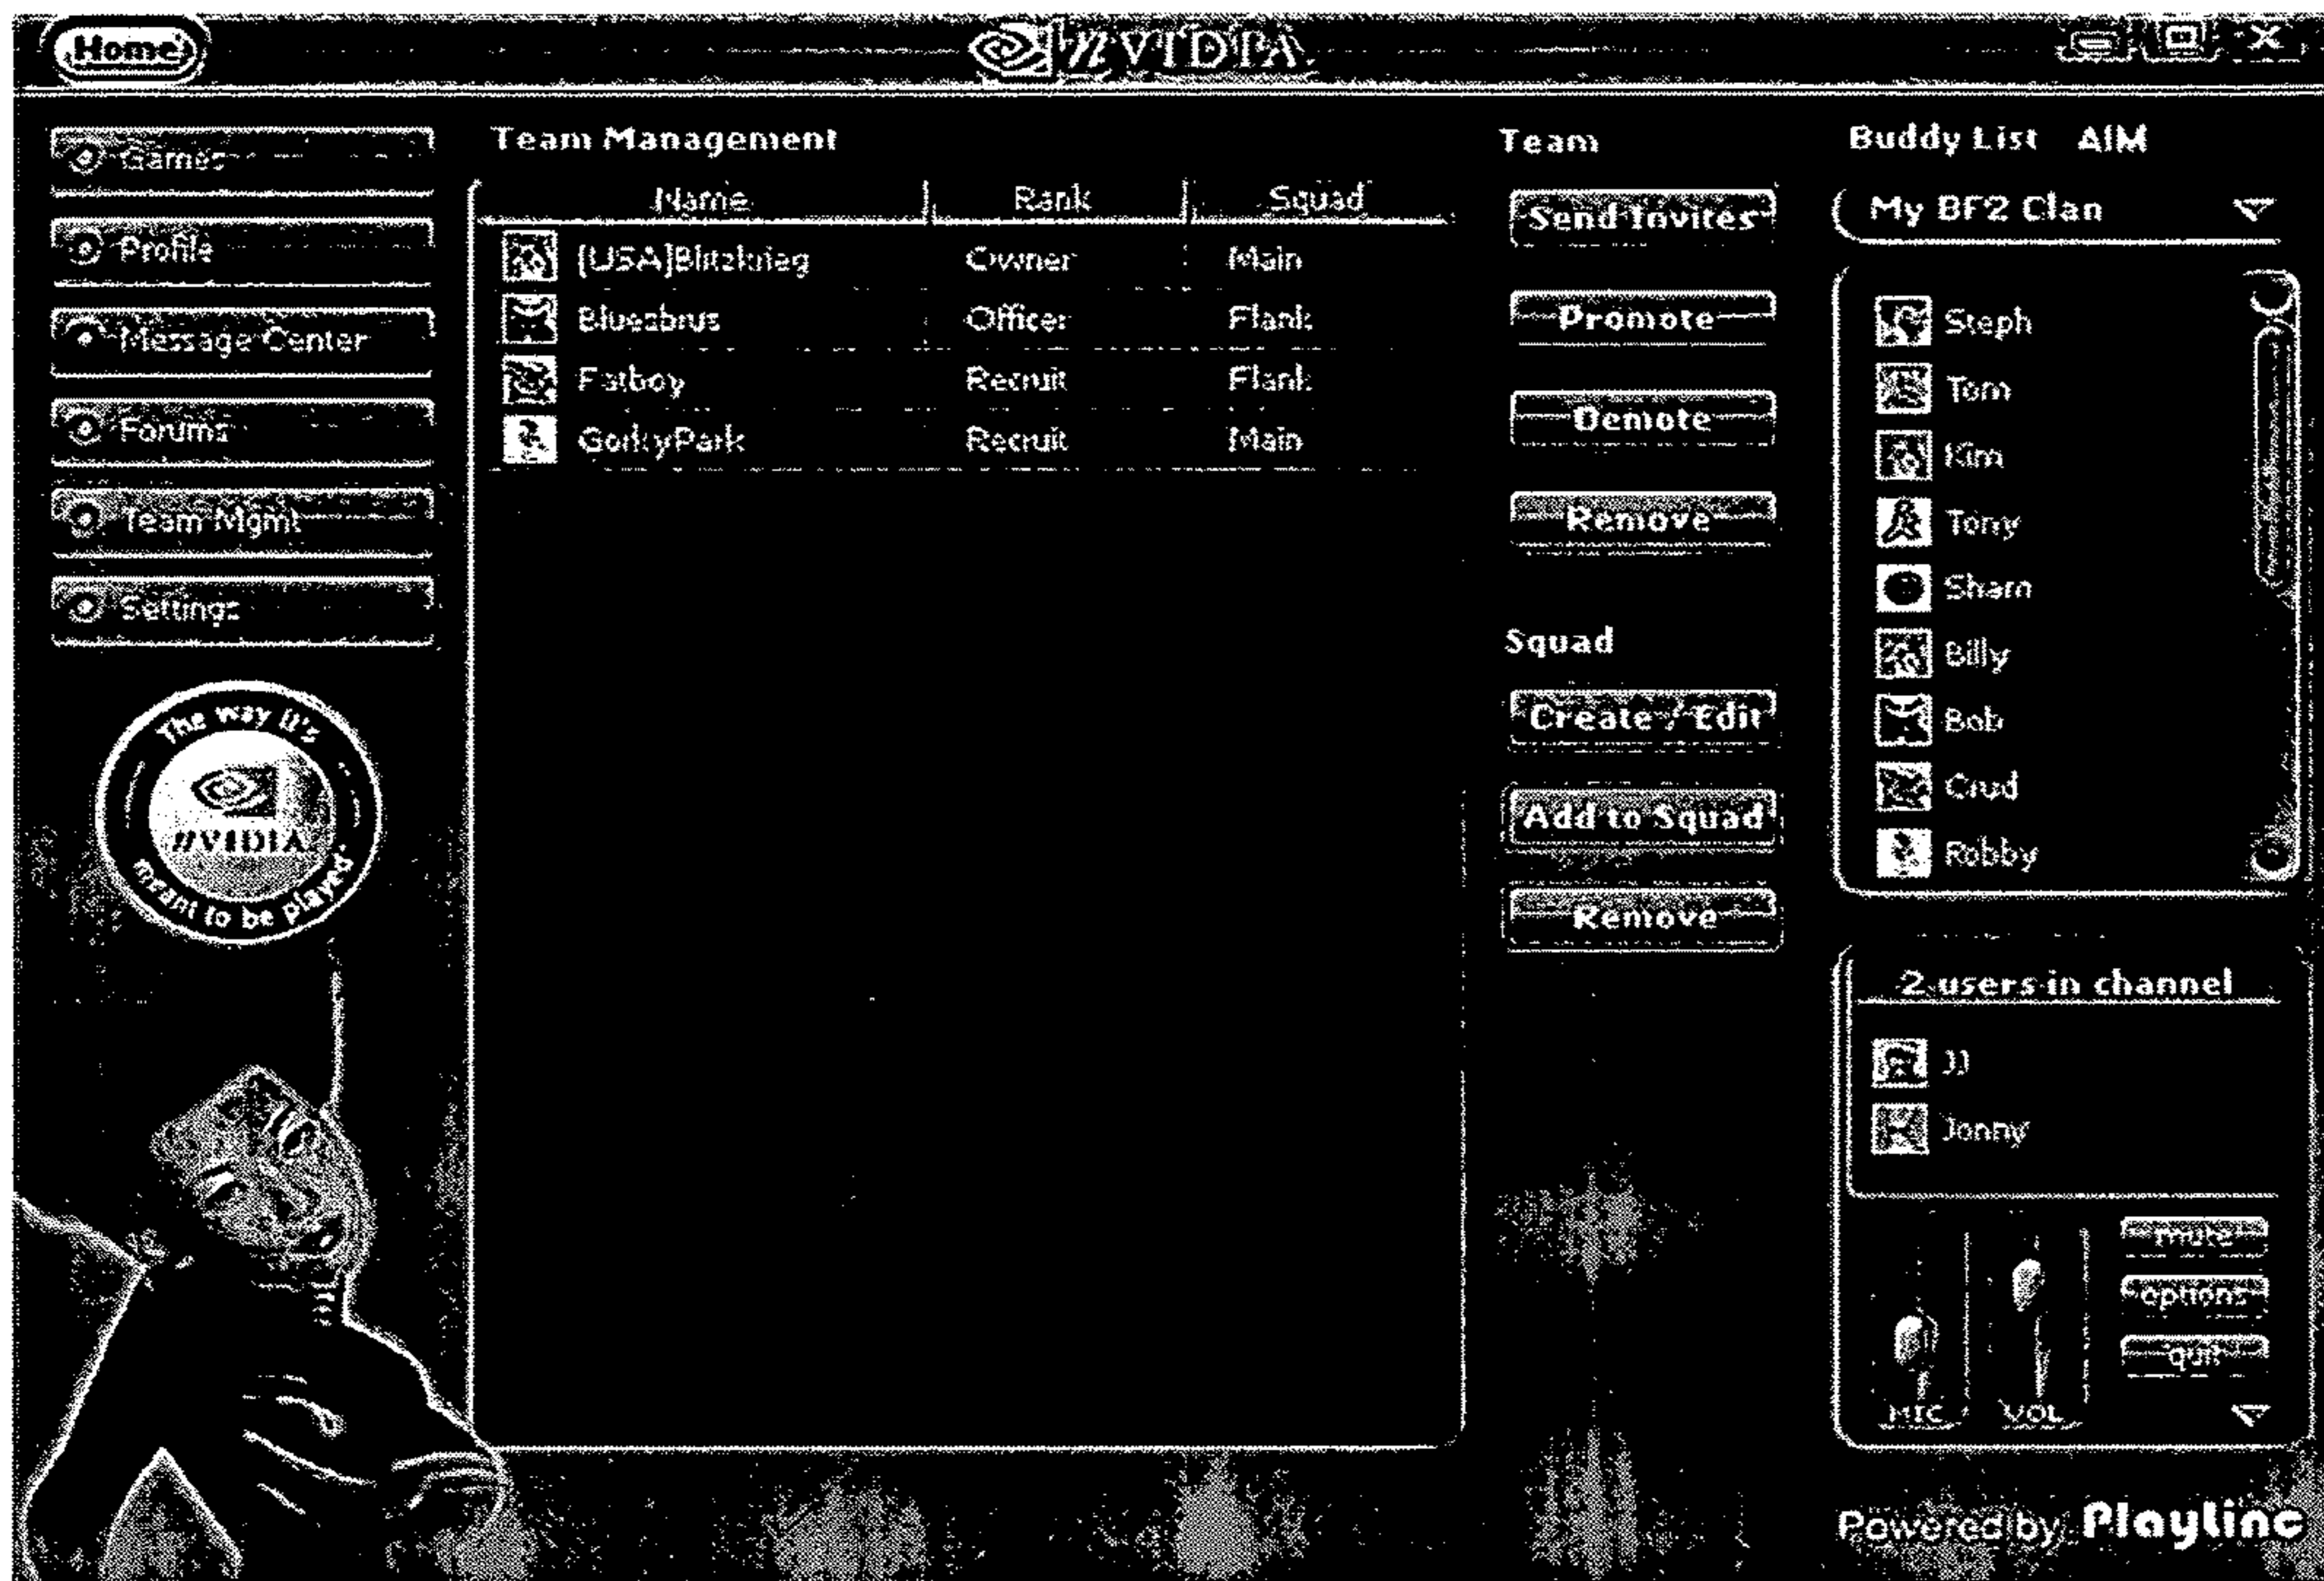 Home
nVIDIA.
Games
Profile
Message Center
Forums
Team Mgmt
Settings
The way it's
nVIDIA.
meant to be played
Team Management
Name Rank Squad
[USA]Blitzkrieg Owner Main
Bluesbrus Officer Flank
Fatboy Recruit Flank
GorkyPark Recruit Main
Team
Send Invites
Promote
Demote
Remove
Squad
Create / Edit
Add to Squad
Remove
Buddy List AIM
My BF2 Clan
Steph
Tom
Kim
Tony
Sharn
Billy
Bob
Crud
Robby
2 users in channel
JJ
Jonny
mute
options
quit
MIC VOL
Powered by Playlinc